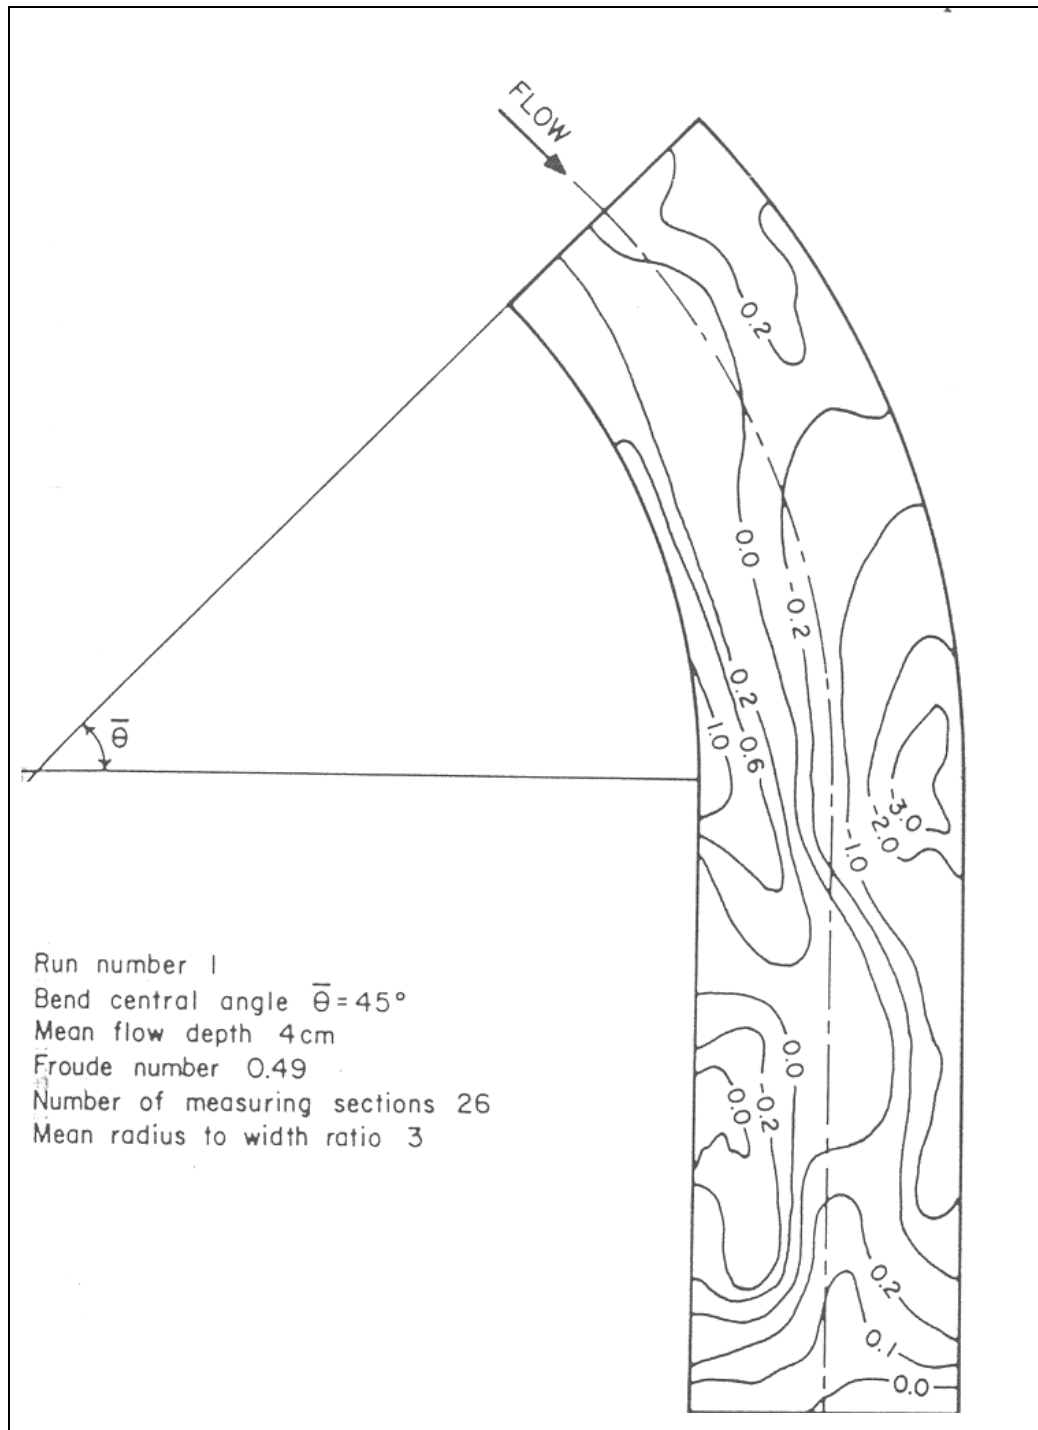 FLOW
0.2
0.0
-0.2
0.2
1.0
0.6
-3.0
-2.0
-1.0
θ̅
Run number 1
Bend central angle θ̅ = 45°
Mean flow depth 4cm
Froude number 0.49
Number of measuring sections 26
Mean radius to width ratio 3
0.0
-0.2
0.0
0.2
0.1
0.0